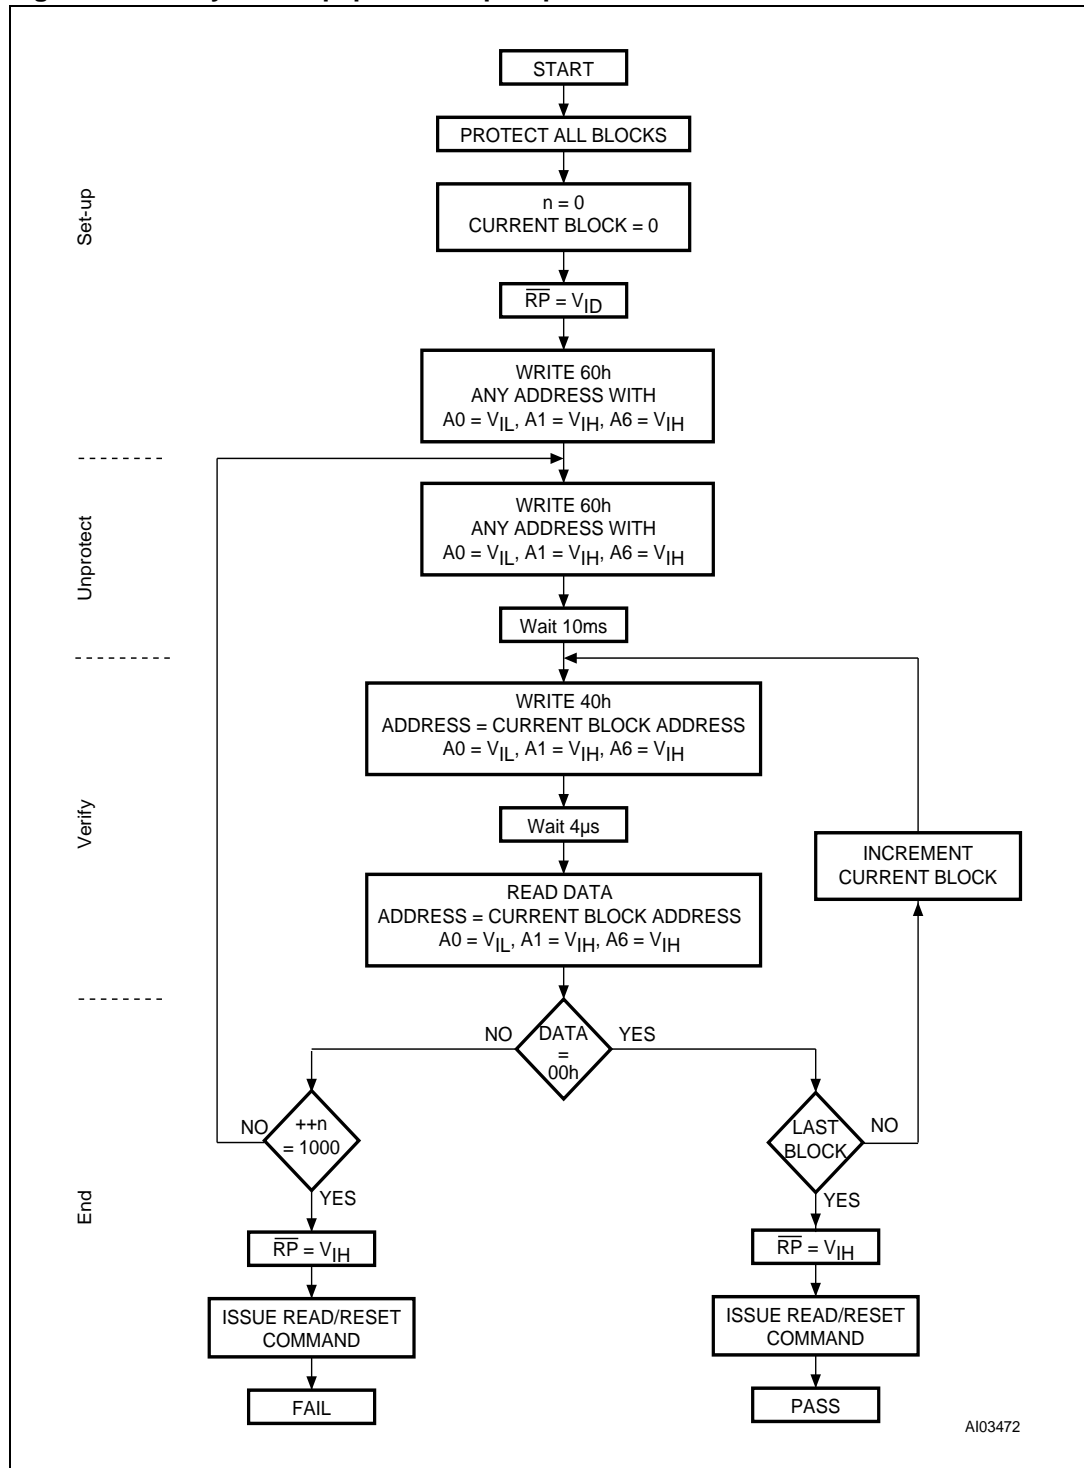 START
PROTECT ALL BLOCKS
n = 0
CURRENT BLOCK = 0
Set-up
RP = VID
WRITE 60h
ANY ADDRESS WITH
A0 = VIL, A1 = VIH, A6 = VIH
WRITE 60h
ANY ADDRESS WITH
A0 = VIL, A1 = VIH, A6 = VIH
Unprotect
Wait 10ms
WRITE 40h
ADDRESS = CURRENT BLOCK ADDRESS
A0 = VIL, A1 = VIH, A6 = VIH
Verify
Wait 4µs
INCREMENT
CURRENT BLOCK
READ DATA
ADDRESS = CURRENT BLOCK ADDRESS
A0 = VIL, A1 = VIH, A6 = VIH
NO
DATA
=
00h
YES
NO
++n
= 1000
YES
LAST
BLOCK
NO
YES
End
RP = VIH
RP = VIH
ISSUE READ/RESET
COMMAND
ISSUE READ/RESET
COMMAND
FAIL
PASS
AI03472